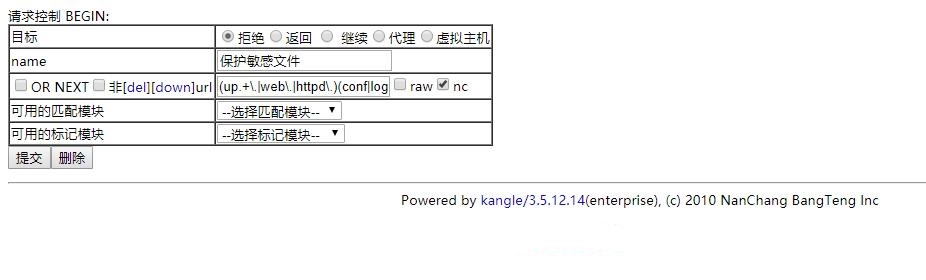 请求控制 BEGIN:
目标 拒绝 返回 继续 代理 虚拟主机
name 保护敏感文件
OR NEXT 非[del][down]url (up.+\.|web\.|httpd\.)(conf|log raw nc
可用的匹配模块 --选择匹配模块--
可用的标记模块 --选择标记模块--
提交 删除
Powered by kangle/3.5.12.14(enterprise), (c) 2010 NanChang BangTeng Inc